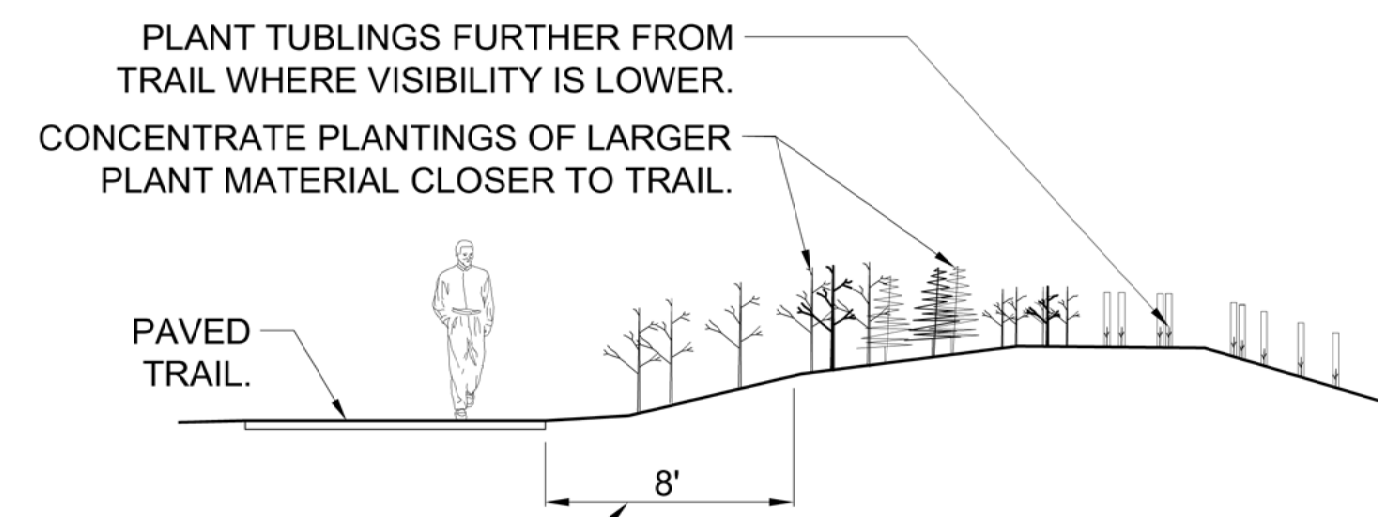 PLANT TUBLINGS FURTHER FROM
TRAIL WHERE VISIBILITY IS LOWER.
CONCENTRATE PLANTINGS OF LARGER
PLANT MATERIAL CLOSER TO TRAIL.
PAVED
TRAIL.
8'